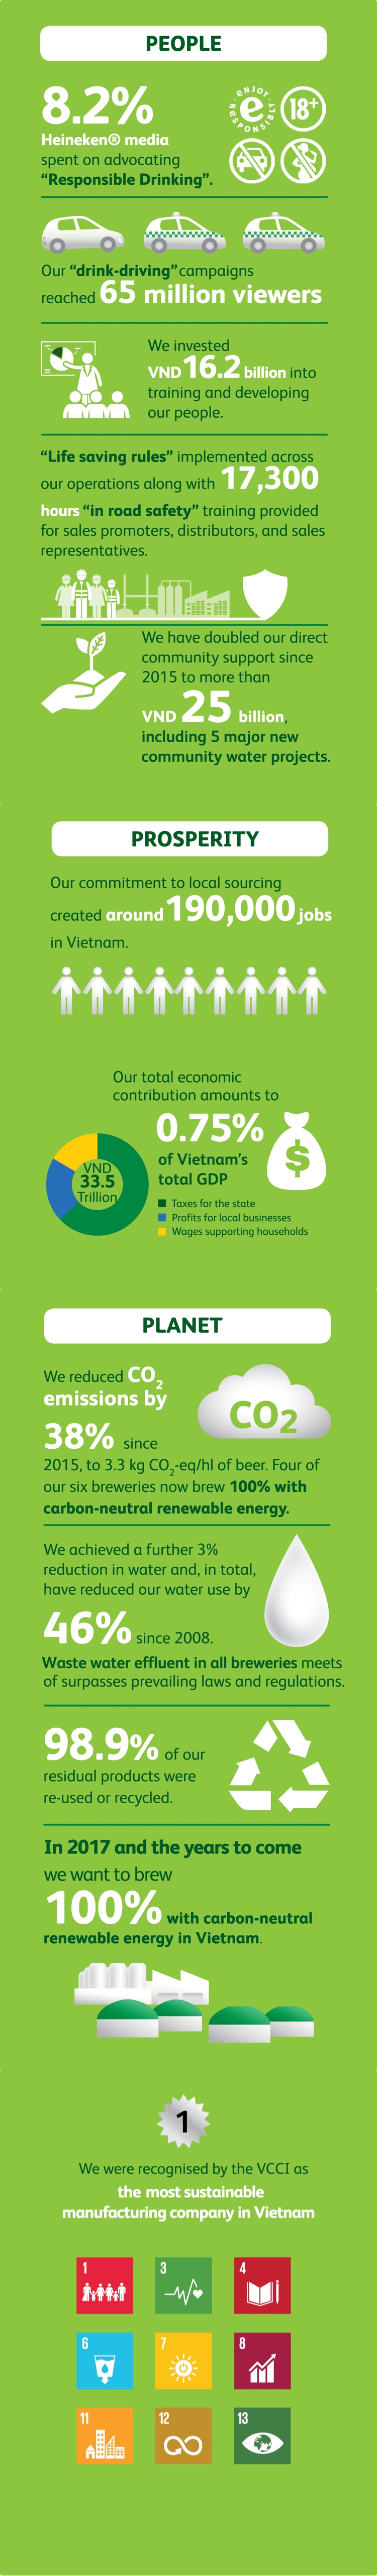 PEOPLE
8.2%
Heineken® media
spent on advocating
“Responsible Drinking”.
ENJOY RESPONSIBLY
e
18+
Our “drink-driving” campaigns
reached 65 million viewers
We invested
VND 16.2 billion into
training and developing
our people.
“Life saving rules” implemented across
our operations along with 17,300
hours “in road safety” training provided
for sales promoters, distributors, and sales
representatives.
We have doubled our direct
community support since
2015 to more than
VND 25 billion,
including 5 major new
community water projects.
PROSPERITY
Our commitment to local sourcing
created around 190,000 jobs
in Vietnam.
Our total economic
contribution amounts to
0.75%
of Vietnam’s
total GDP
$
VND
33.5
Trillion
Taxes for the state
Profits for local businesses
Wages supporting households
PLANET
We reduced CO2
emissions by
38% since
CO2
2015, to 3.3 kg CO2-eq/hl of beer. Four of
our six breweries now brew 100% with
carbon-neutral renewable energy.
We achieved a further 3%
reduction in water and, in total,
have reduced our water use by
46% since 2008.
Waste water effluent in all breweries meets
of surpasses prevailing laws and regulations.
98.9% of our
residual products were
re-used or recycled.
In 2017 and the years to come
we want to brew
100% with carbon-neutral
renewable energy in Vietnam.
1
We were recognised by the VCCI as
the most sustainable
manufacturing company in Vietnam
1
3
4
6
7
8
11
12
13